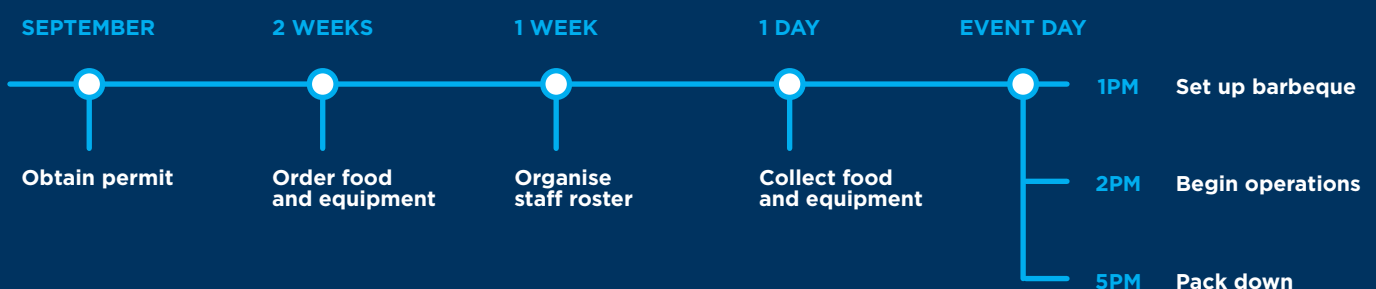 SEPTEMBER
2 WEEKS
1 WEEK
1 DAY
EVENT DAY
Obtain permit
Order food
and equipment
Organise
staff roster
Collect food
and equipment
1PM Set up barbeque
2PM Begin operations
5PM Pack down